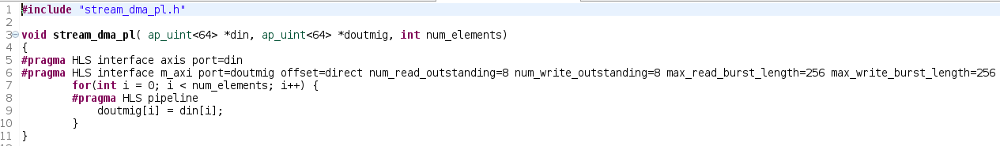 1 #include "stream_dma_pl.h"
2
3 void stream_dma_pl( ap_uint<64> *din, ap_uint<64> *doutmig, int num_elements)
4 {
5 #pragma HLS interface axis port=din
6 #pragma HLS interface m_axi port=doutmig offset=direct num_read_outstanding=8 num_write_outstanding=8 max_read_burst_length=256 max_write_burst_length=256
7 for(int i = 0; i < num_elements; i++) {
8 #pragma HLS pipeline
9 doutmig[i] = din[i];
10 }
11 }